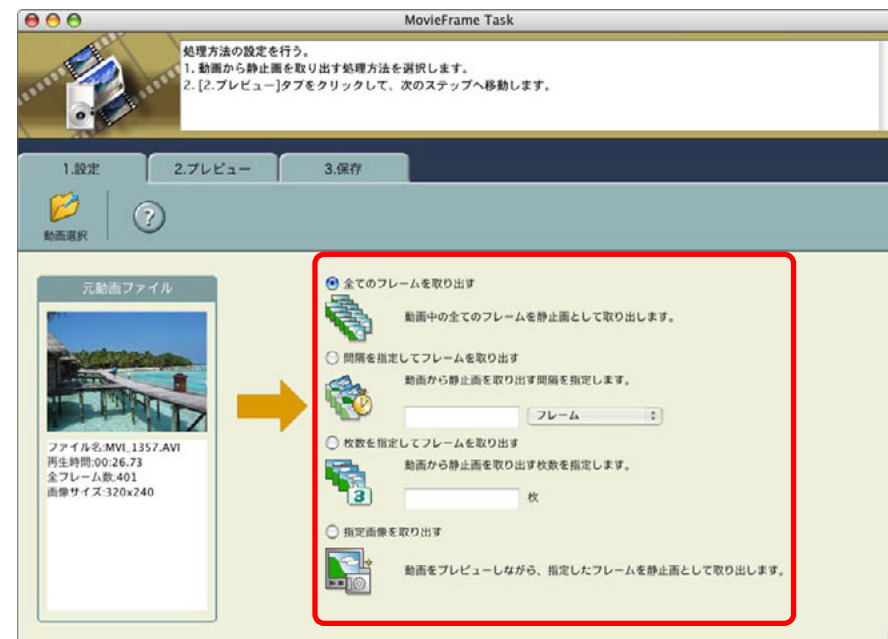 MovieFrame Task
処理方法の設定を行う。
1. 動画から静止画を取り出す処理方法を選択します。
2. [2.プレビュー]タブをクリックして、次のステップへ移動します。
1.設定
2.プレビュー
3.保存
動画選択
?
元動画ファイル
ファイル名:MVI_1357.AVI
再生時間:00:26.73
全フレーム数:401
画像サイズ:320x240
全てのフレームを取り出す
動画中の全てのフレームを静止画として取り出します。
間隔を指定してフレームを取り出す
動画から静止画を取り出す間隔を指定します。
フレーム
枚数を指定してフレームを取り出す
動画から静止画を取り出す枚数を指定します。
3
枚
指定画像を取り出す
動画をプレビューしながら、指定したフレームを静止画として取り出します。